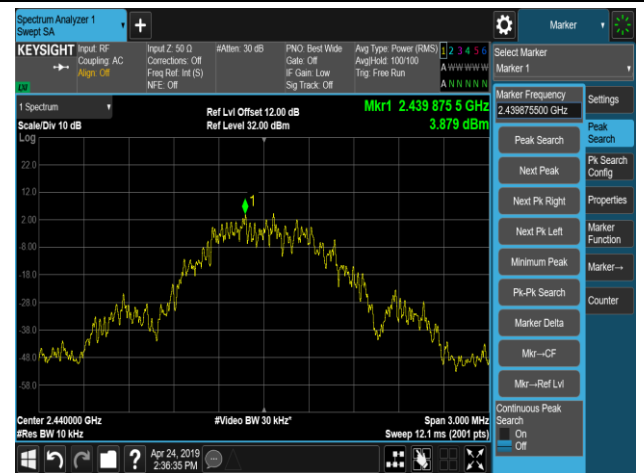 Spectrum Analyzer 1
Swept SA
Marker
KEYSIGHT
Input: RF
Coupling: AC
Align: Off
Input Z: 50 Ω
Corrections: Off
Freq Ref: Int (S)
NFE: Off
#Atten: 30 dB
PNO: Best Wide
Gate: Off
IF Gain: Low
Sig Track: Off
Avg Type: Power (RMS)
Avg|Hold: 100/100
Trig: Free Run
1 2 3 4 5 6
A W W W W W
A N N N N N
Select Marker
Marker 1
1 Spectrum
Scale/Div 10 dB
Log
Ref Lvl Offset 12.00 dB
Ref Level 32.00 dBm
Mkr1 2.439 875 5 GHz
3.879 dBm
22.0
12.0
2.00
-8.00
-18.0
-28.0
-38.0
-48.0
-58.0
1
Center 2.440000 GHz
#Res BW 10 kHz
#Video BW 30 kHz*
Span 3.000 MHz
Sweep 12.1 ms (2001 pts)
Marker Frequency
2.439875500 GHz
Peak Search
Next Peak
Next Pk Right
Next Pk Left
Minimum Peak
Pk-Pk Search
Marker Delta
Mkr→CF
Mkr→Ref Lvl
Continuous Peak
Search
On
Off
Settings
Peak
Search
Pk Search
Config
Properties
Marker
Function
Marker→
Counter
?
Apr 24, 2019
2:36:35 PM